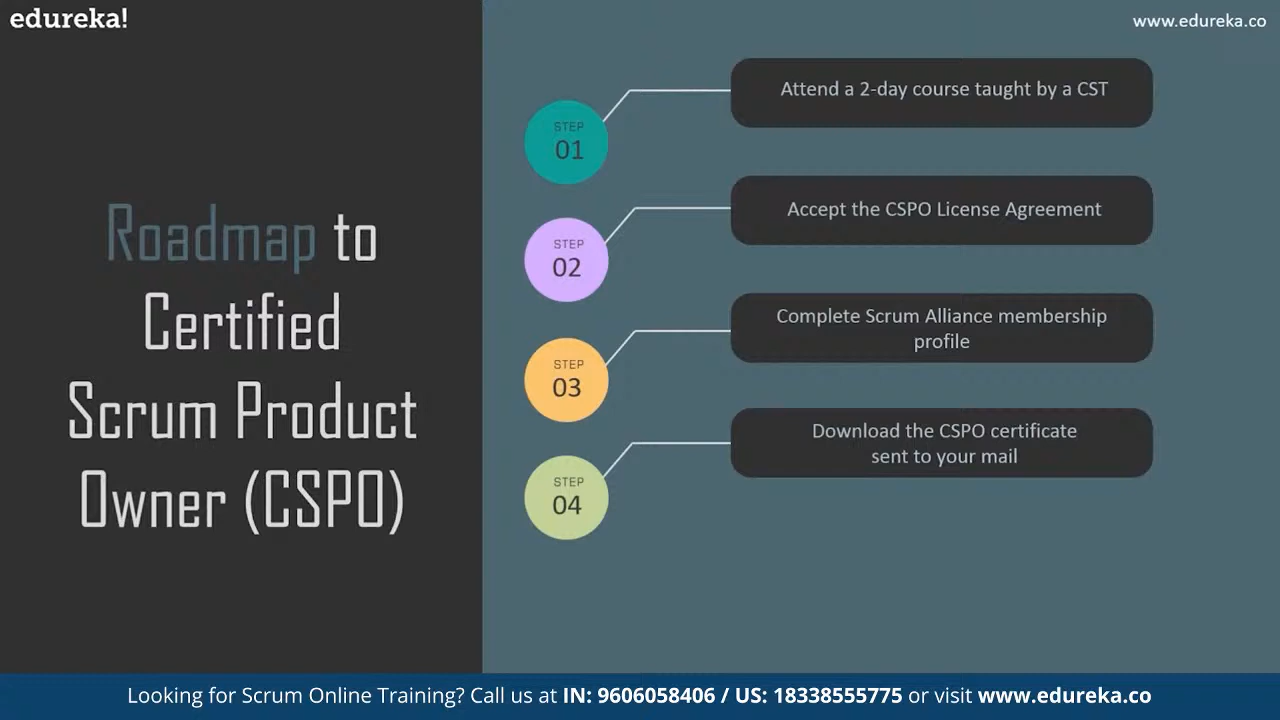 edureka!
www.edureka.co
Roadmap to
Certified
Scrum Product
Owner (CSPO)
STEP
01
Attend a 2-day course taught by a CST
STEP
02
Accept the CSPO License Agreement
STEP
03
Complete Scrum Alliance membership
profile
STEP
04
Download the CSPO certificate
sent to your mail
Looking for Scrum Online Training? Call us at IN: 9606058406 / US: 18338555775 or visit www.edureka.co